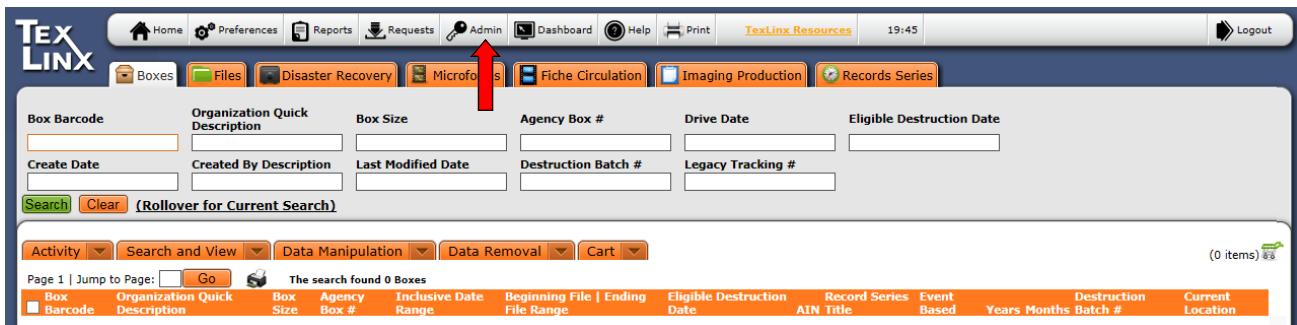 TEX
LINX
Home Preferences Reports Requests Admin Dashboard Help Print TexLinx Resources 19:45 Logout
Boxes Files Disaster Recovery Fiche Circulation Imaging Production Records Series
Box Barcode Organization Quick Description Box Size Agency Box # Drive Date Eligible Destruction Date
Create Date Created By Description Last Modified Date Destruction Batch # Legacy Tracking #
Search Clear (Rollover for Current Search)
Activity Search and View Data Manipulation Data Removal Cart (0 items)
Page 1 | Jump to Page: Go The search found 0 Boxes
Box Organization Quick Box Agency Inclusive Date Beginning File | Ending Eligible Destruction Record Series Event Destruction Current
Barcode Description Size Box # Range File Range Date AIN Title Based Years Months Batch # Location